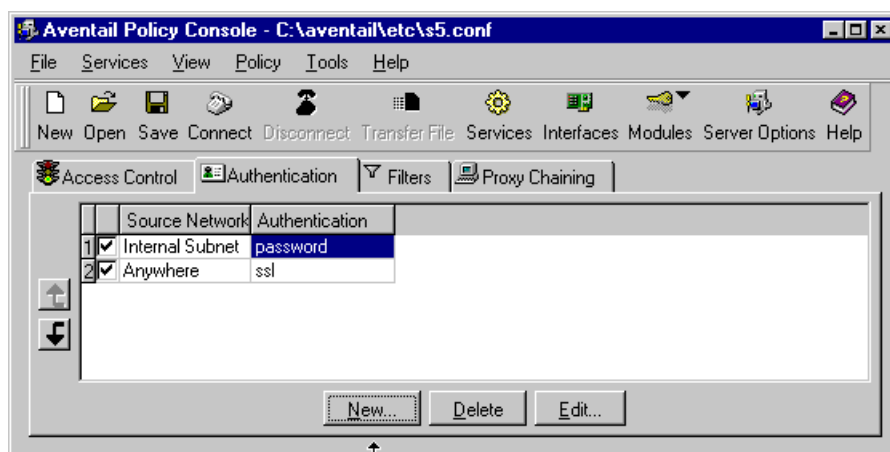 Aventail Policy Console - C:\aventail\etc\s5.conf
File Services View Policy Tools Help
New Open Save Connect Disconnect Transfer File Services Interfaces Modules Server Options Help
Access Control Authentication Filters Proxy Chaining
Source Network Authentication
1 Internal Subnet password
2 Anywhere ssl
New... Delete Edit...